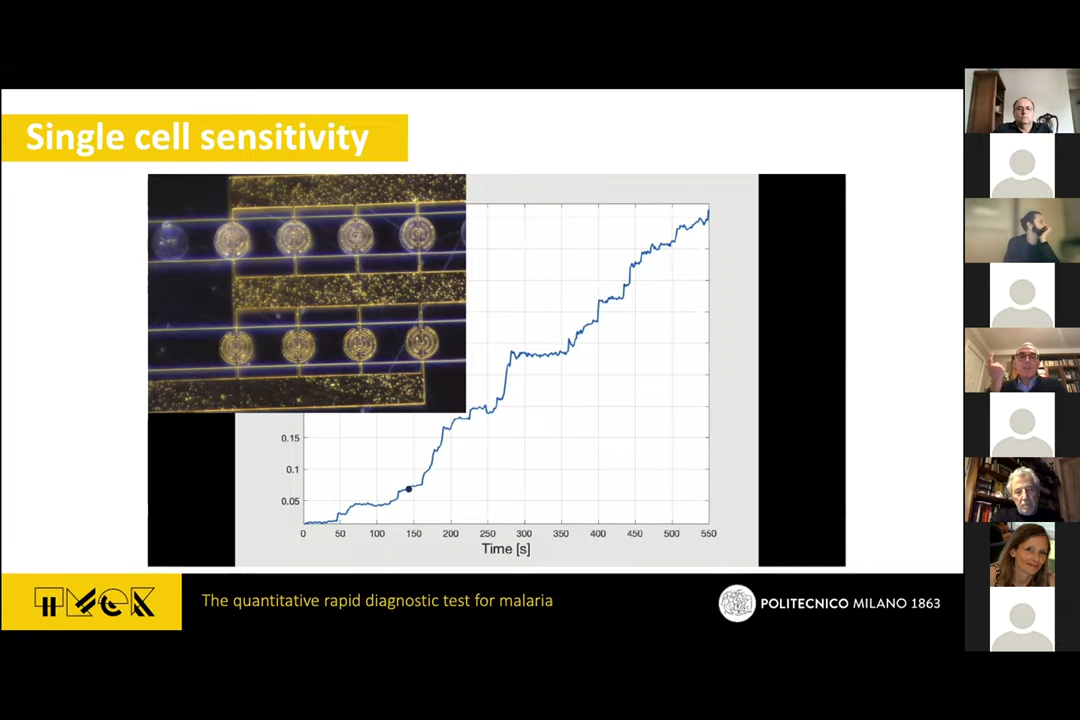 Single cell sensitivity
0.15
0.1
0.05
0 50 100 150 200 250 300 350 400 450 500 550
Time [s]
TMek
The quantitative rapid diagnostic test for malaria
POLITECNICO MILANO 1863